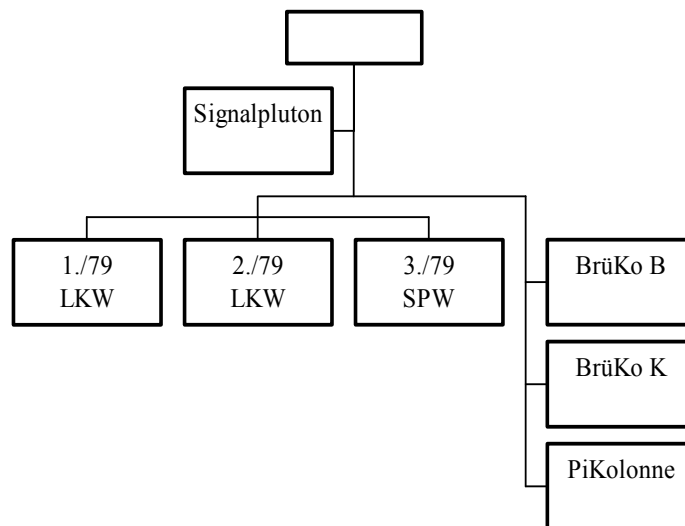 Signalpluton
1./79
LKW
2./79
LKW
3./79
SPW
BrüKo B
BrüKo K
PiKolonne